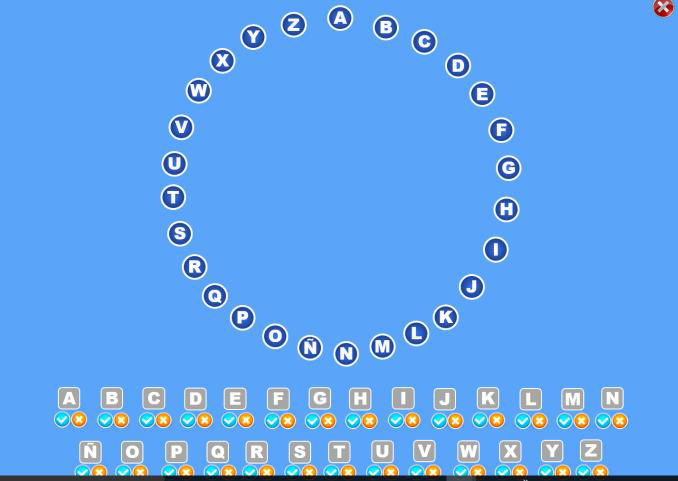 A B C D E F G H I J K L M N Ñ O P Q R S T U V W X Y Z
A B C D E F G H I J K L M N
Ñ O P Q R S T U V W X Y Z